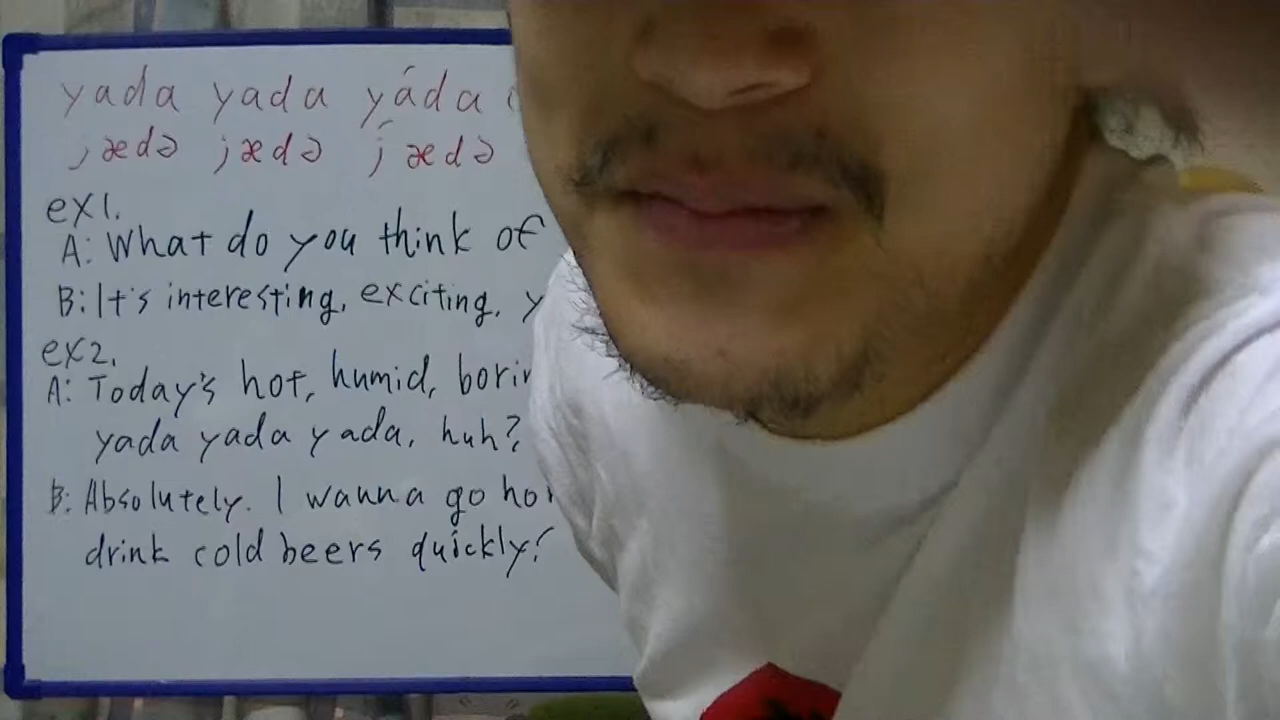 yada yada yáda
jædə jædə j́ædə
ex1.
A: What do you think of
B: It's interesting, exciting, y
ex2.
A: Today's hot, humid,
yada yada yada, huh?
B: Absolutely. I wanna go
drink cold beers quickly!